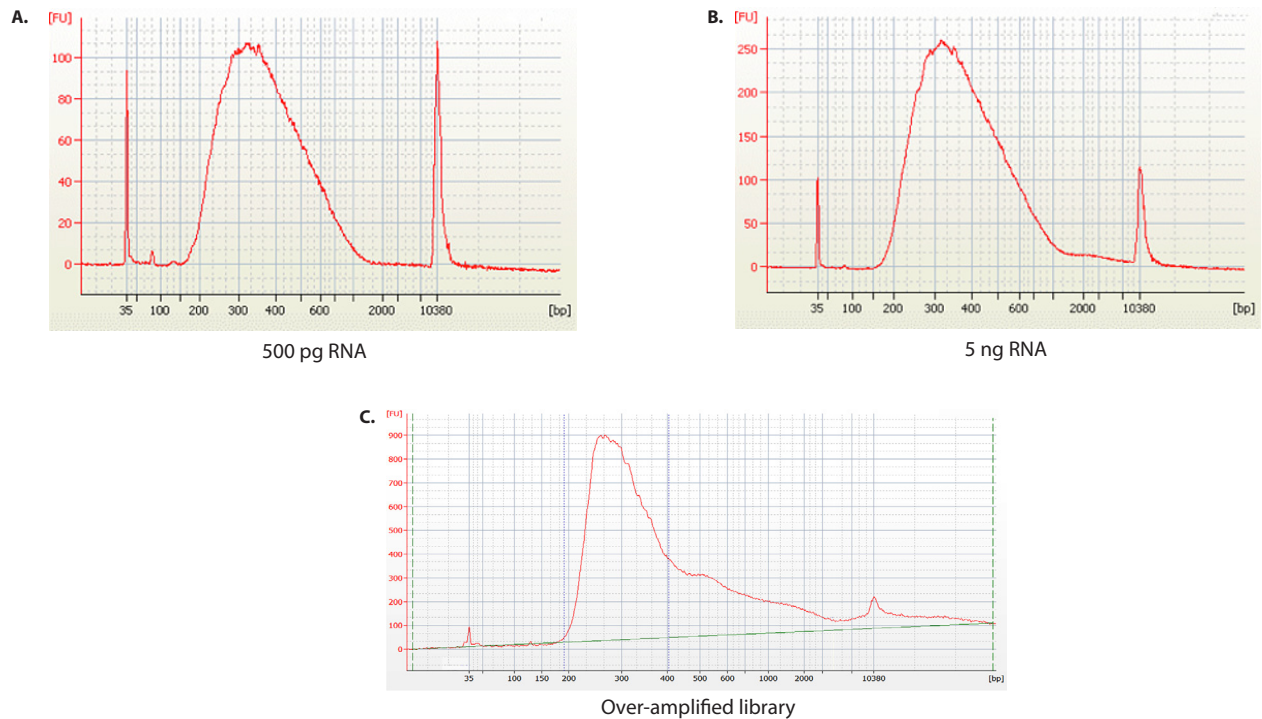 A.
[FU]
100
80
60
40
20
0
35 100 200 300 400 600 2000 10380 [bp]
500 pg RNA
B.
[FU]
250
200
150
100
50
0
35 100 200 300 400 600 2000 10380 [bp]
5 ng RNA
C.
[FU]
900
800
700
600
500
400
300
200
100
0
35 100 150 200 300 400 500 600 1000 2000 10380 [bp]
Over-amplified library